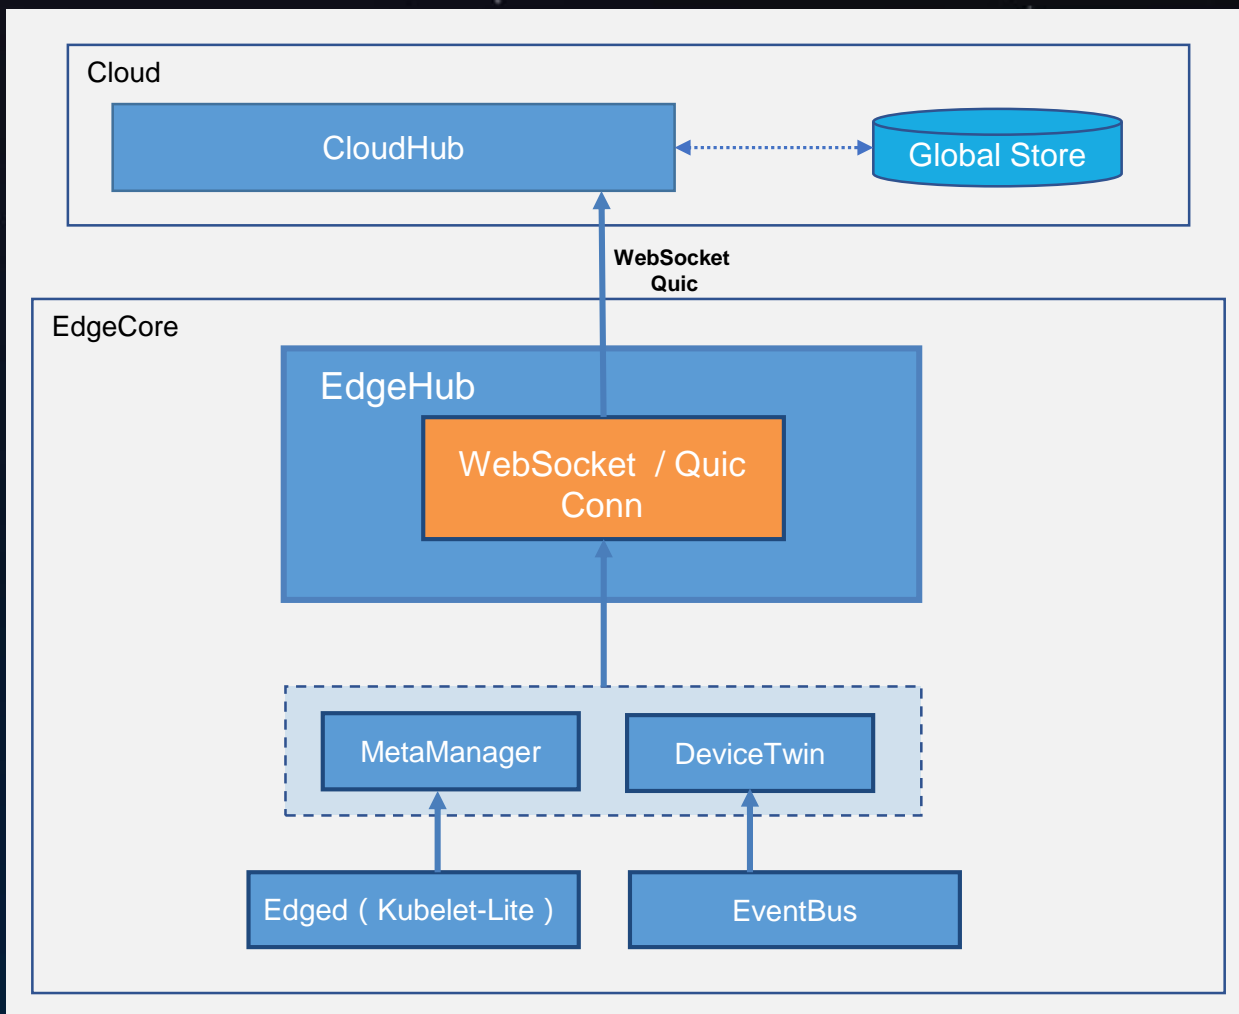 Cloud
CloudHub
Global Store
WebSocket
Quic
EdgeCore
EdgeHub
WebSocket / Quic
Conn
MetaManager
DeviceTwin
Edged ( Kubelet-Lite )
EventBus